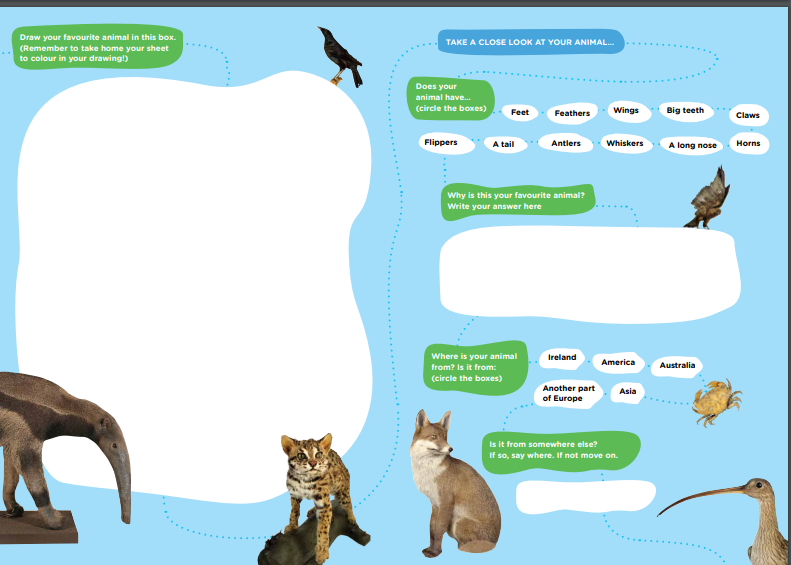 Draw your favourite animal in this box.
(Remember to take home your sheet
to colour in your drawing!)
TAKE A CLOSE LOOK AT YOUR ANIMAL...
Does your
animal have...
(circle the boxes)
Feet
Feathers
Wings
Big teeth
Claws
Flippers
A tail
Antlers
Whiskers
A long nose
Horns
Why is this your favourite animal?
Write your answer here
Where is your animal
from? Is it from:
(circle the boxes)
Ireland
America
Australia
Another part
of Europe
Asia
Is it from somewhere else?
If so, say where. If not move on.